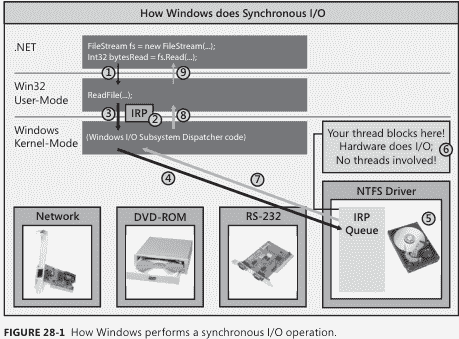 How Windows does Synchronous I/O
.NET
FileStream fs = new FileStream(...);
Int32 bytesRead = fs.Read(...);
1
9
Win32
User-Mode
ReadFile(...);
3
IRP
2
8
Windows
Kernel-Mode
(Windows I/O Subsystem Dispatcher code)
Your thread blocks here!
Hardware does I/O;
No threads involved!
6
4
7
NTFS Driver
IRP
Queue
5
Network
DVD-ROM
RS-232
FIGURE 28-1 How Windows performs a synchronous I/O operation.